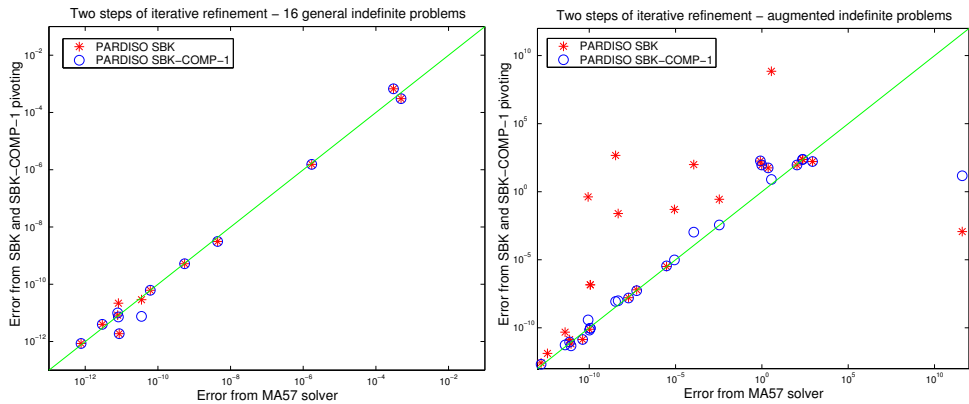 Two steps of iterative refinement – 16 general indefinite problems
PARDISO SBK
PARDISO SBK−COMP−1
Error from SBK and SBK−COMP−1 pivoting
10^-2
10^-4
10^-6
10^-8
10^-10
10^-12
10^-12
10^-10
10^-8
10^-6
10^-4
10^-2
Error from MA57 solver
Two steps of iterative refinement – augmented indefinite problems
PARDISO SBK
PARDISO SBK−COMP−1
Error from SBK and SBK−COMP−1 pivoting
10^10
10^5
10^0
10^-5
10^-10
10^-10
10^-5
10^0
10^5
10^10
Error from MA57 solver